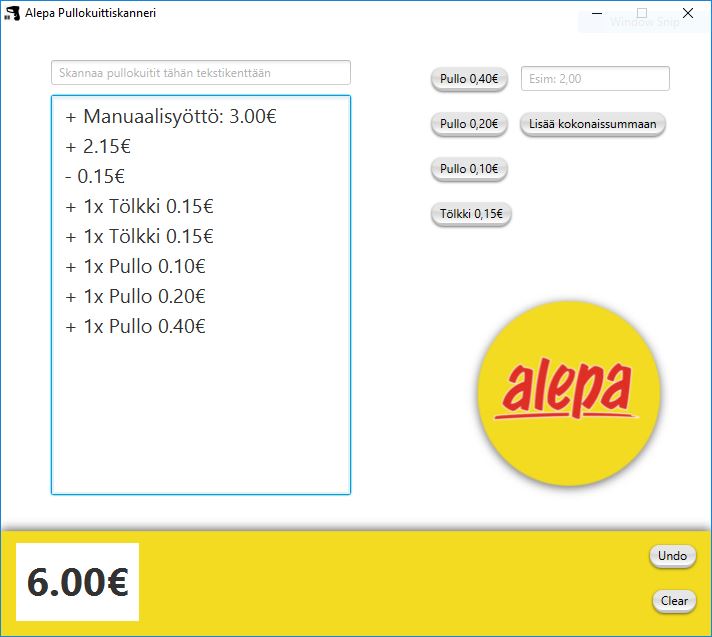 Alepa Pullokuittiskanneri
Window Snip
Skannaa pullokuitit tähän tekstikenttään
+ Manuaalisyöttö: 3.00€
+ 2.15€
- 0.15€
+ 1x Tölkki 0.15€
+ 1x Tölkki 0.15€
+ 1x Pullo 0.10€
+ 1x Pullo 0.20€
+ 1x Pullo 0.40€
Pullo 0,40€
Esim: 2,00
Pullo 0,20€
Lisää kokonaissummaan
Pullo 0,10€
Tölkki 0,15€
alepa
6.00€
Undo
Clear